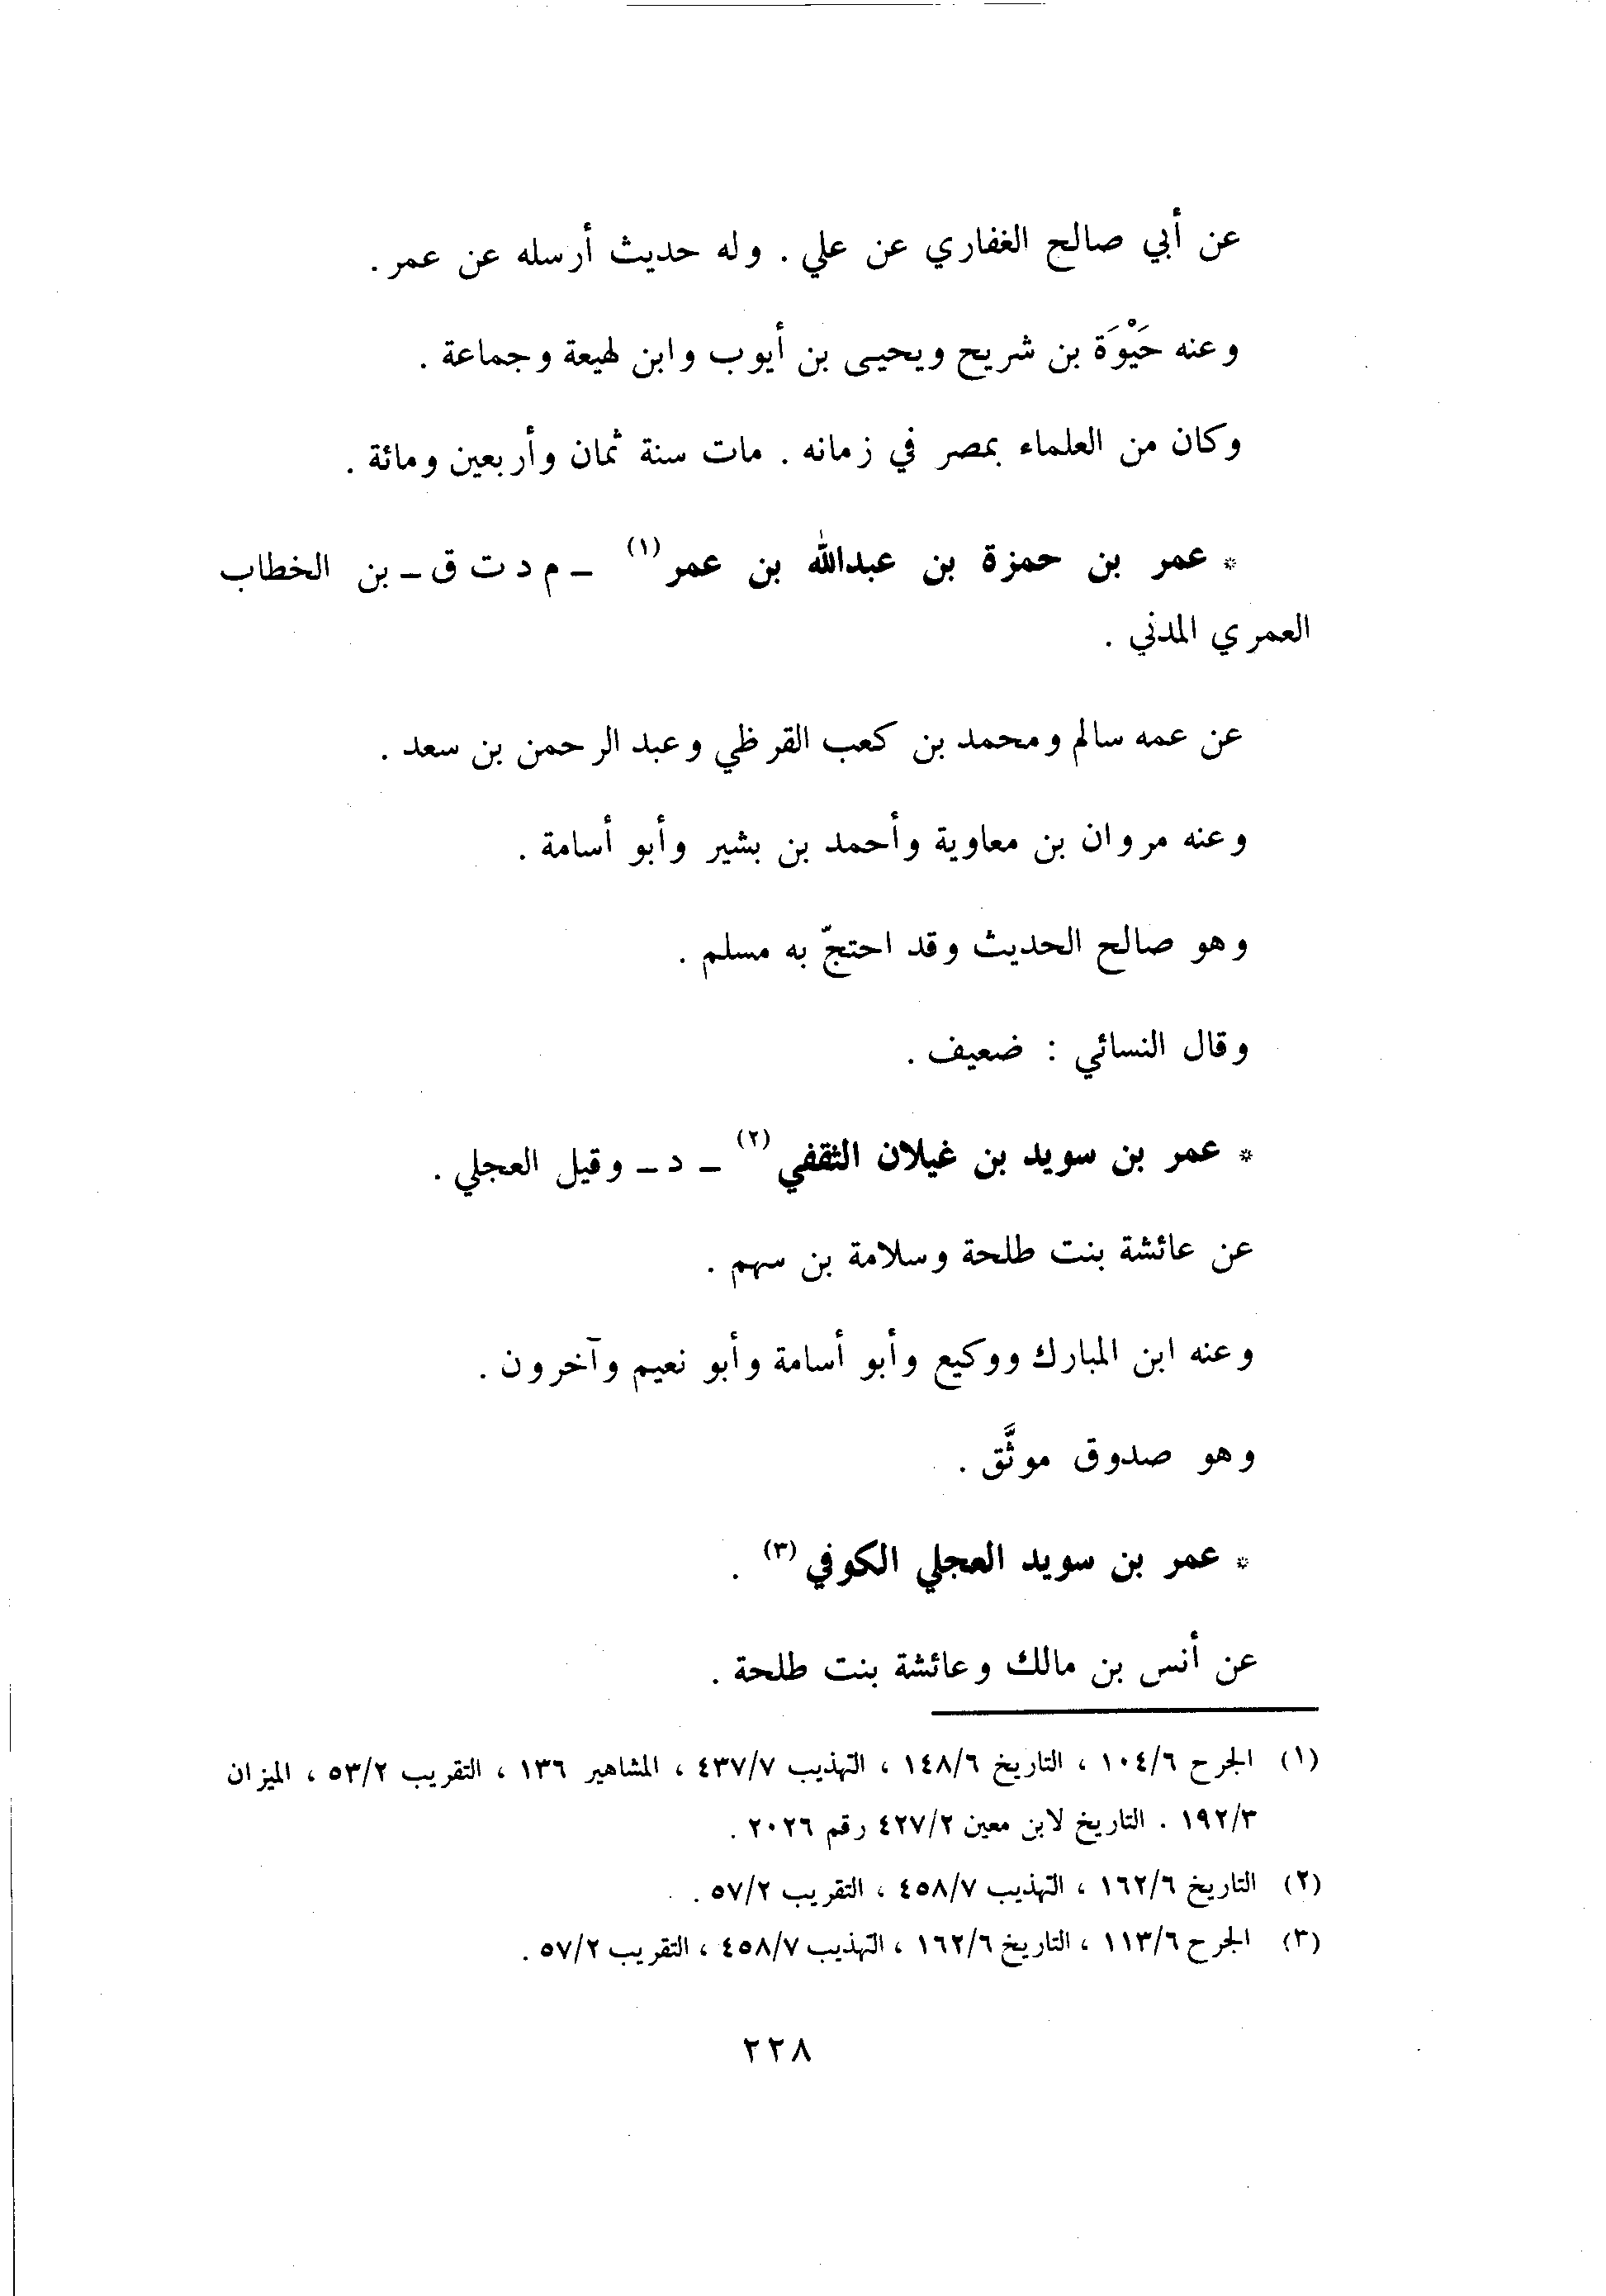 عن أبي صالح الغفاري عن علي . وله حديث أرسله عن عمر .
وعنه حَيْوَة بن شريح ويحيى بن أيوب وابن لهيعة وجماعة .
وكان من العلماء بمصر في زمانه . مات سنة ثمان وأربعين ومائة .
* عمر بن حمزة بن عبدالله بن عمر (١) ــ م د ت ق ــ بن الخطاب
العمري المدني .
عن عمه سالم ومحمد بن كعب القرظي وعبد الرحمن بن سعد .
وعنه مروان بن معاوية وأحمد بن بشير وأبو أسامة .
وهو صالح الحديث وقد احتجّ به مسلم .
وقال النسائي : ضعيف .
* عمر بن سويد بن غيلان الثقفي (٢) ــ د ــ وقيل العجلي .
عن عائشة بنت طلحة وسلامة بن سهم .
وعنه ابن المبارك ووكيع وأبو أسامة وأبو نعيم وآخرون .
وهو صدوق موثَّق .
* عمر بن سويد العجلي الكوفي (٣) .
عن أنس بن مالك وعائشة بنت طلحة .
(١) الجرح ١٠٤/٦ ، التاريخ ١٤٨/٦ ، التهذيب ٤٣٧/٧ ، المشاهير ١٣٦ ، التقريب ٥٣/٢ ، الميزان
١٩٢/٣ . التاريخ لابن معين ٤٢٧/٢ رقم ٢٠٢٦ .
(٢) التاريخ ١٦٢/٦ ، التهذيب ٤٥٨/٧ ، التقريب ٥٧/٢ .
(٣) الجرح ١١٣/٦ ، التاريخ ١٦٢/٦ ، التهذيب ٤٥٨/٧ ، التقريب ٥٧/٢ .
٢٢٨